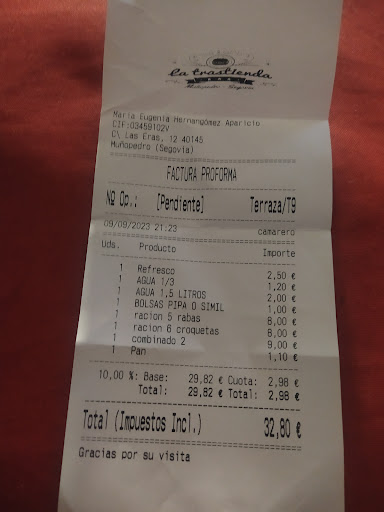 la trastienda
Muñopedro - Segovia
María Eugenia Hernangómez Aparicio
CIF:03459102V
C\ Las Eras, 12 40145
Muñopedro (Segovia)
FACTURA PROFORMA
Nº Op.: [Pendiente] Terraza/T9
09/09/2023 21:23 camarero
Uds. Producto Importe
1 Refresco 2,50 €
1 AGUA 1/3 1,20 €
1 AGUA 1,5 LITROS 2,00 €
1 BOLSAS PIPA O SIMIL 1,00 €
1 racion 5 rabas 8,00 €
1 racion 6 croquetas 8,00 €
1 combinado 2 9,00 €
1 Pan 1,10 €
10,00 %: Base: 29,82 € Cuota: 2,98 €
Total: 29,82 € Total: 2,98 €
Total (Impuestos Incl.) 32,80 €
Gracias por su visita